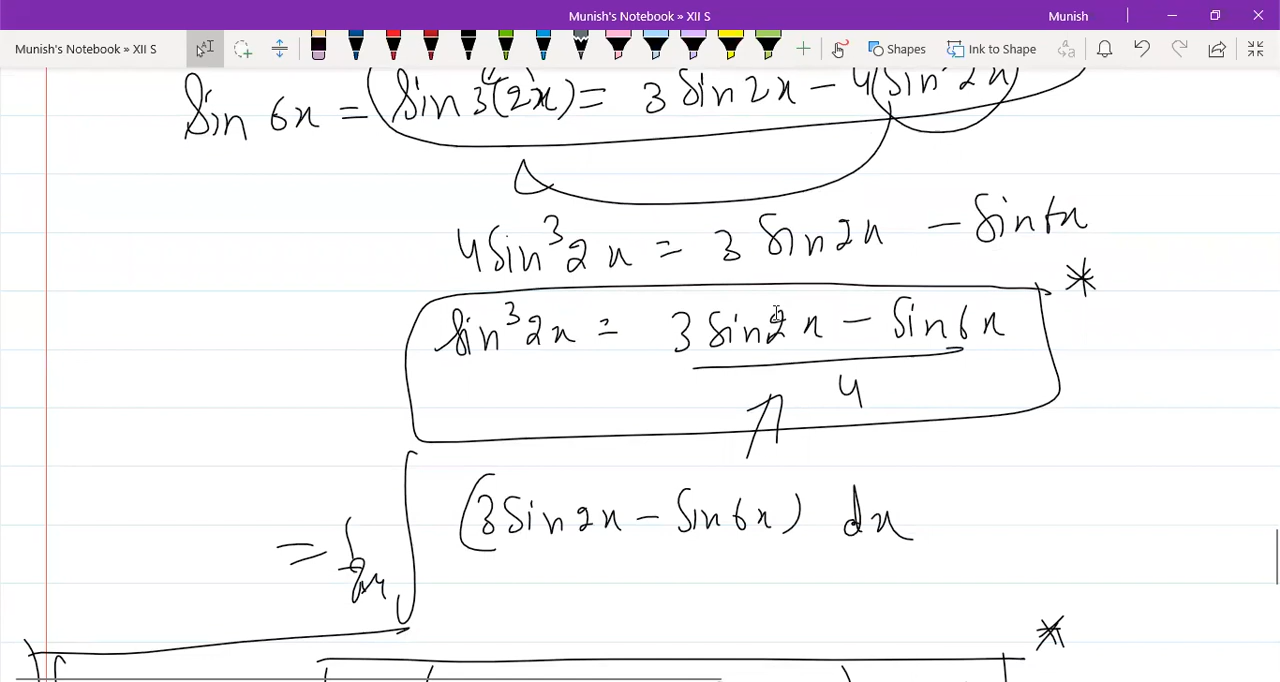 Munish's Notebook » XII S
Munish
Munish's Notebook » XII S
Shapes
Ink to Shape
Sin 6x = Sin 3(2x) = 3 Sin 2x - 4 (Sin³ 2x)
4 Sin³ 2x = 3 Sin 2x - Sin 6x
*
Sin³ 2x = 3 Sin 2x - Sin 6x
4
= ∫ (3 Sin 2x - Sin 6x) dx
*